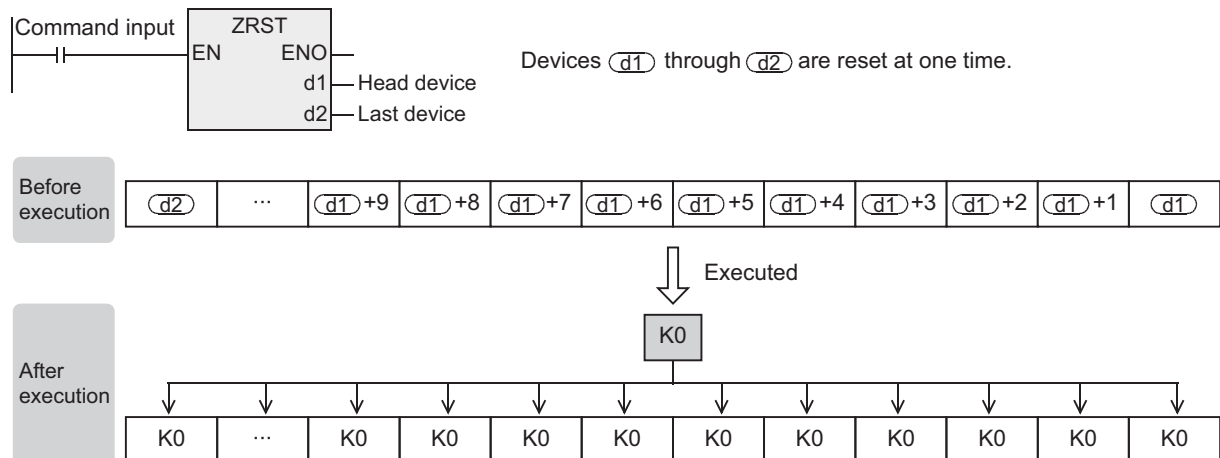 Command input
ZRST
EN ENO
d1 Head device
d2 Last device
Devices d1 through d2 are reset at one time.
Before
execution
d2 ... d1+9 d1+8 d1+7 d1+6 d1+5 d1+4 d1+3 d1+2 d1+1 d1
Executed
K0
After
execution
K0 ... K0 K0 K0 K0 K0 K0 K0 K0 K0 K0